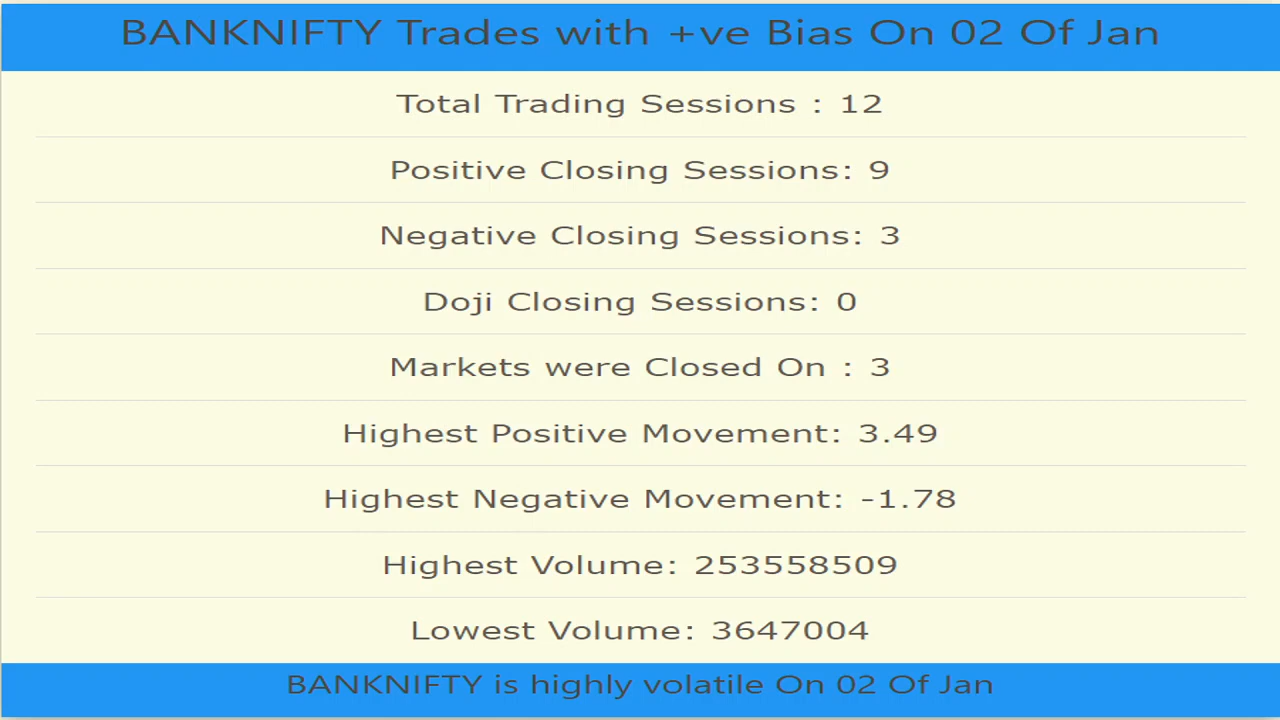 BANKNIFTY Trades with +ve Bias On 02 Of Jan
Total Trading Sessions : 12
Positive Closing Sessions: 9
Negative Closing Sessions: 3
Doji Closing Sessions: 0
Markets were Closed On : 3
Highest Positive Movement: 3.49
Highest Negative Movement: -1.78
Highest Volume: 253558509
Lowest Volume: 3647004
BANKNIFTY is highly volatile On 02 Of Jan